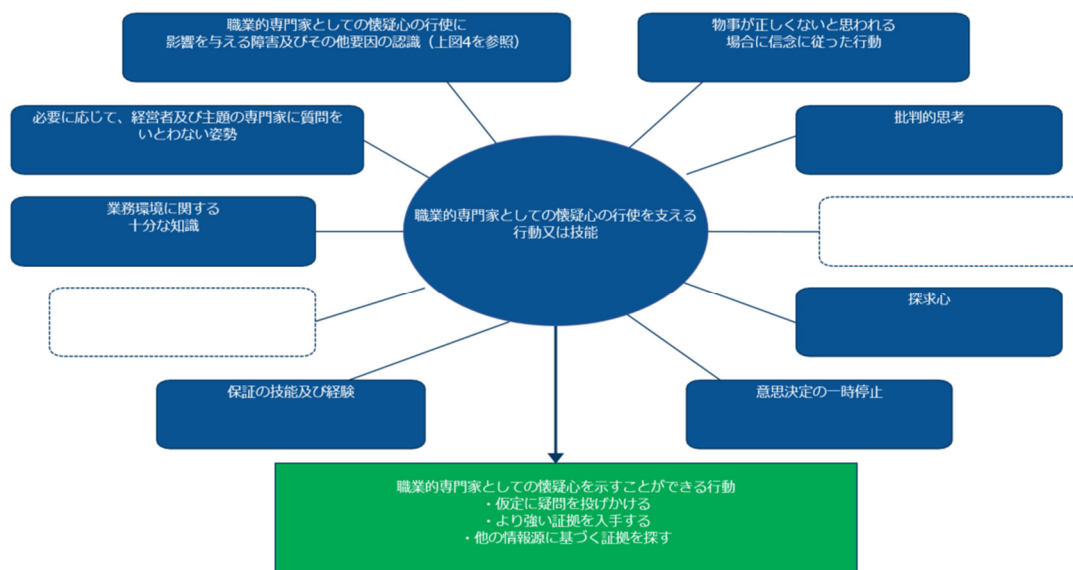 職業的専門家としての懐疑心の行使に
影響を与える障害及びその他要因の認識（上図4を参照）
物事が正しくないと思われる
場合に信念に従った行動
必要に応じて、経営者及び主題の専門家に質問を
いとわない姿勢
批判的思考
業務環境に関する
十分な知識
職業的専門家としての懐疑心の行使を支える
行動又は技能
探求心
保証の技能及び経験
意思決定の一時停止
職業的専門家としての懐疑心を示すことができる行動
・仮定に疑問を投げかける
・より強い証拠を入手する
・他の情報源に基づく証拠を探す